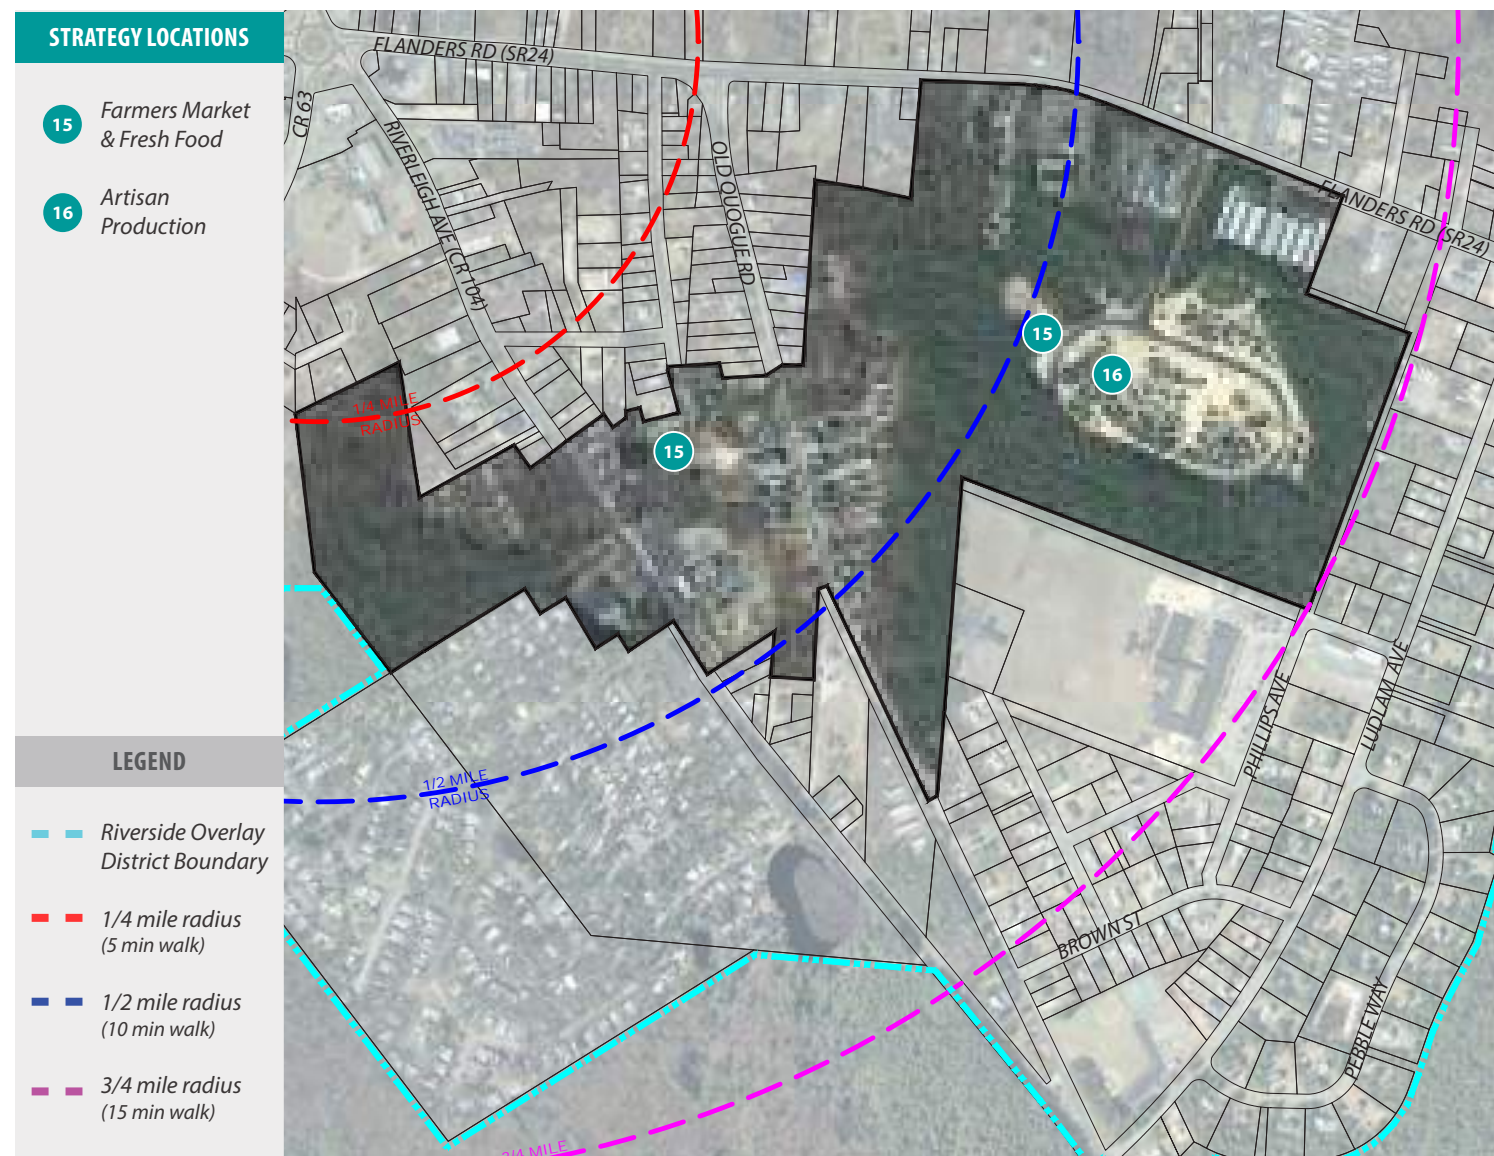 STRATEGY LOCATIONS
15
Farmers Market
& Fresh Food
16
Artisan
Production
LEGEND
Riverside Overlay
District Boundary
1/4 mile radius
(5 min walk)
1/2 mile radius
(10 min walk)
3/4 mile radius
(15 min walk)
FLANDERS RD (SR24)
CR 63
RIVERLEIGH AVE (CR 104)
OLD QUOGUE RD
FLANDERS RD (SR24)
15
16
1/4 MILE
RADIUS
15
PHILLIPS AVE
LUDLAM AVE
1/2 MILE
RADIUS
BROWN ST
PEBBLE WAY
3/4 MILE